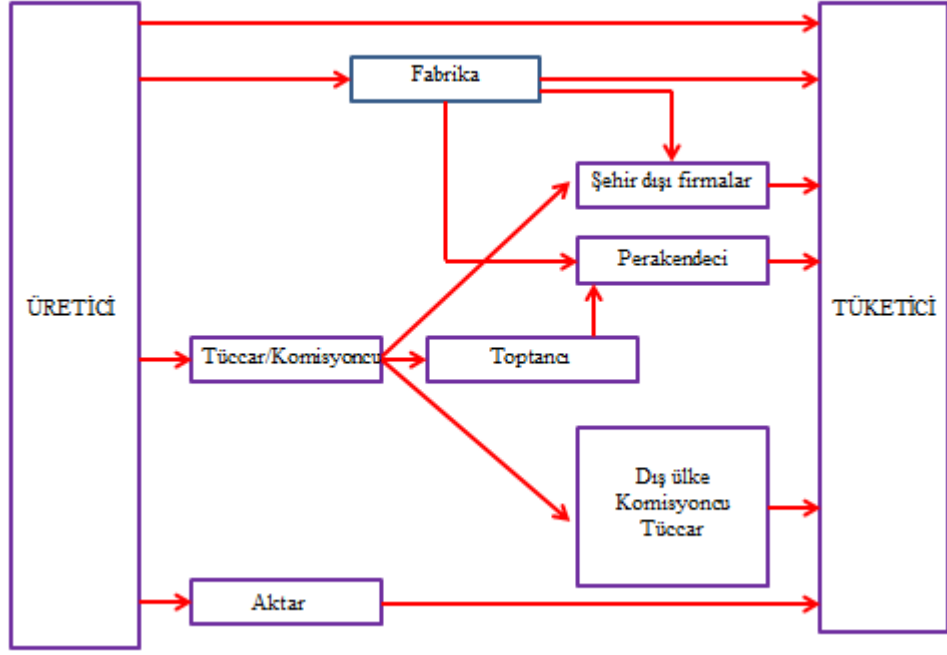 Fabrika
Şehir dışı firmalar
Perakendeci
ÜRETİCİ
TÜKETİCİ
Tüccar/Komisyoncu
Toptancı
Dış ülke
Komisyoncu
Tüccar
Aktar